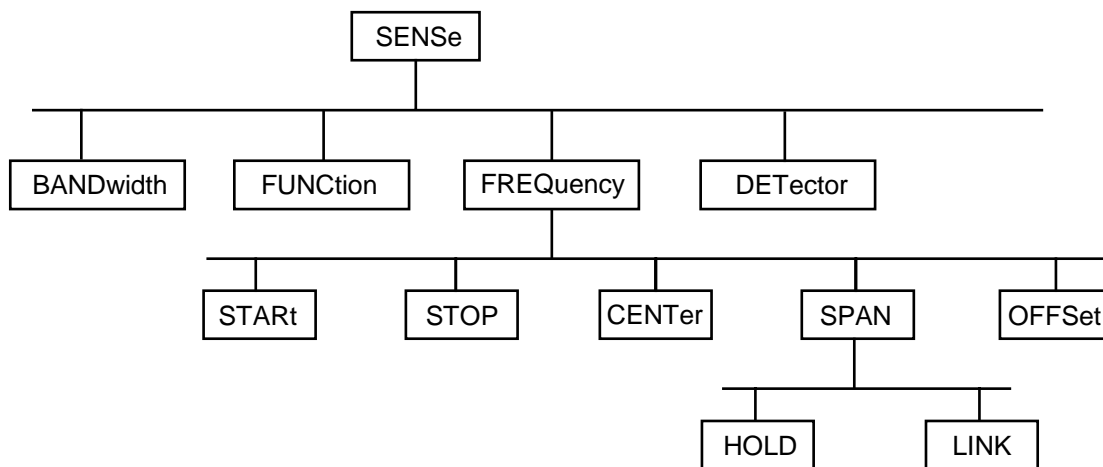 SENSe
BANDwidth
FUNCtion
FREQuency
DETector
STARt
STOP
CENTer
SPAN
OFFSet
HOLD
LINK